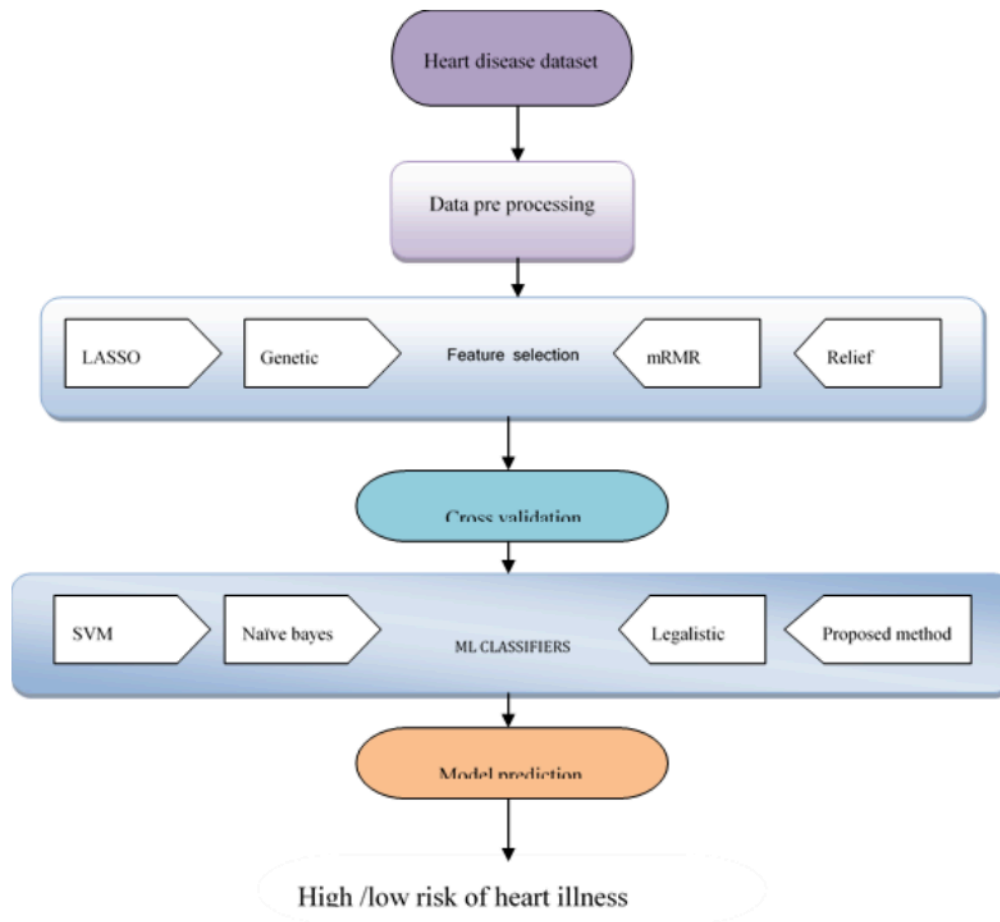 Heart disease dataset
Data pre processing
LASSO
Genetic
Feature selection
mRMR
Relief
Cross validation
SVM
Naïve bayes
ML CLASSIFIERS
Legalistic
Proposed method
Model prediction
High /low risk of heart illness